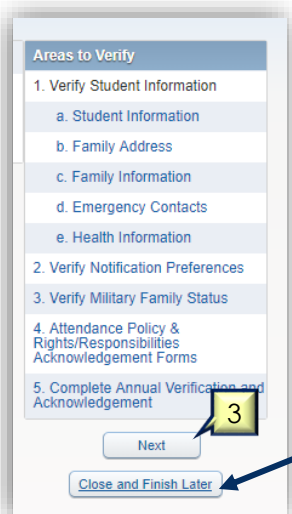 Areas to Verify
1. Verify Student Information
a. Student Information
b. Family Address
c. Family Information
d. Emergency Contacts
e. Health Information
2. Verify Notification Preferences
3. Verify Military Family Status
4. Attendance Policy &
Rights/Responsibilities
Acknowledgement Forms
5. Complete Annual Verification and
Acknowledgement
3
Next
Close and Finish Later